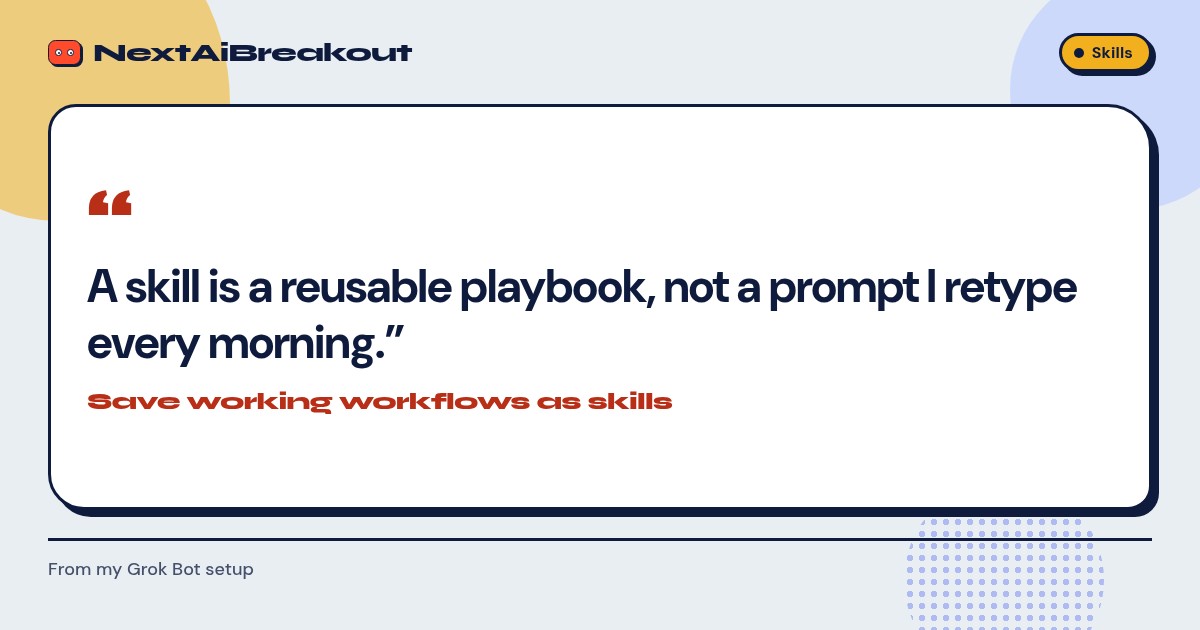 NextAiBreakout
Skills
“
A skill is a reusable playbook, not a prompt I retype
every morning.”
Save working workflows as skills
From my Grok Bot setup